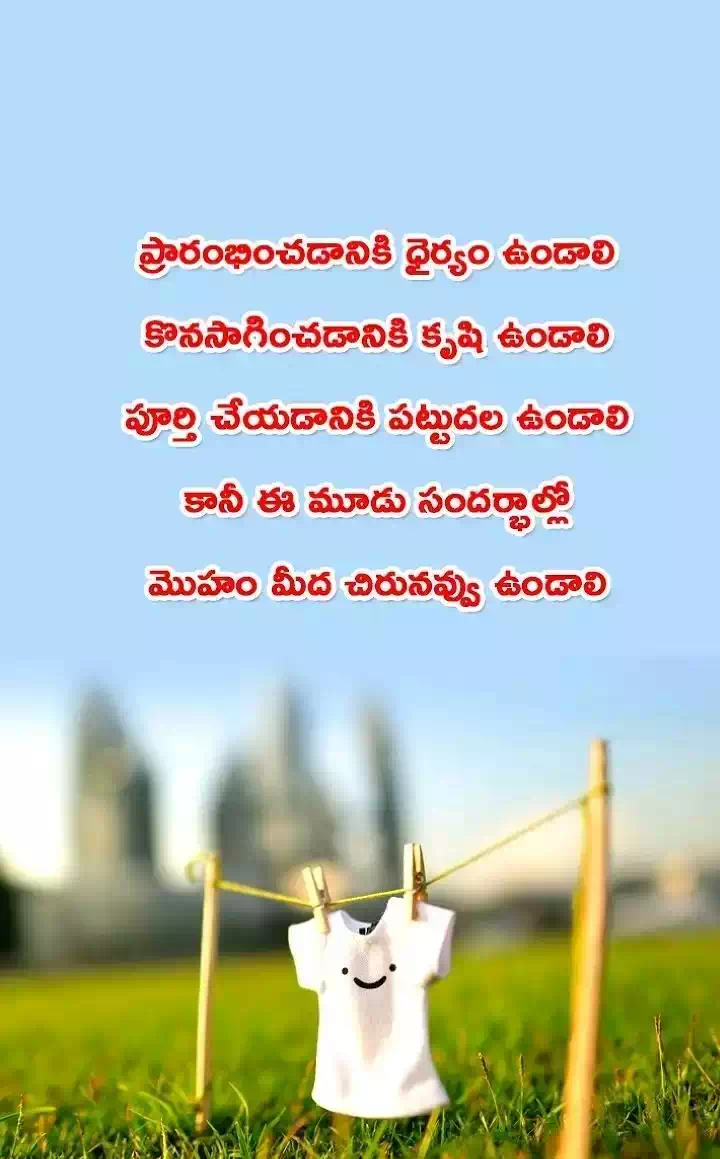 ప్రారంభించడానికి ధైర్యం ఉండాలి
కొనసాగించడానికి కృషి ఉండాలి
పూర్తి చేయడానికి పట్టుదల ఉండాలి
కానీ ఈ మూడు సందర్భాల్లో
మొహం మీద చిరునవ్వు ఉండాలి